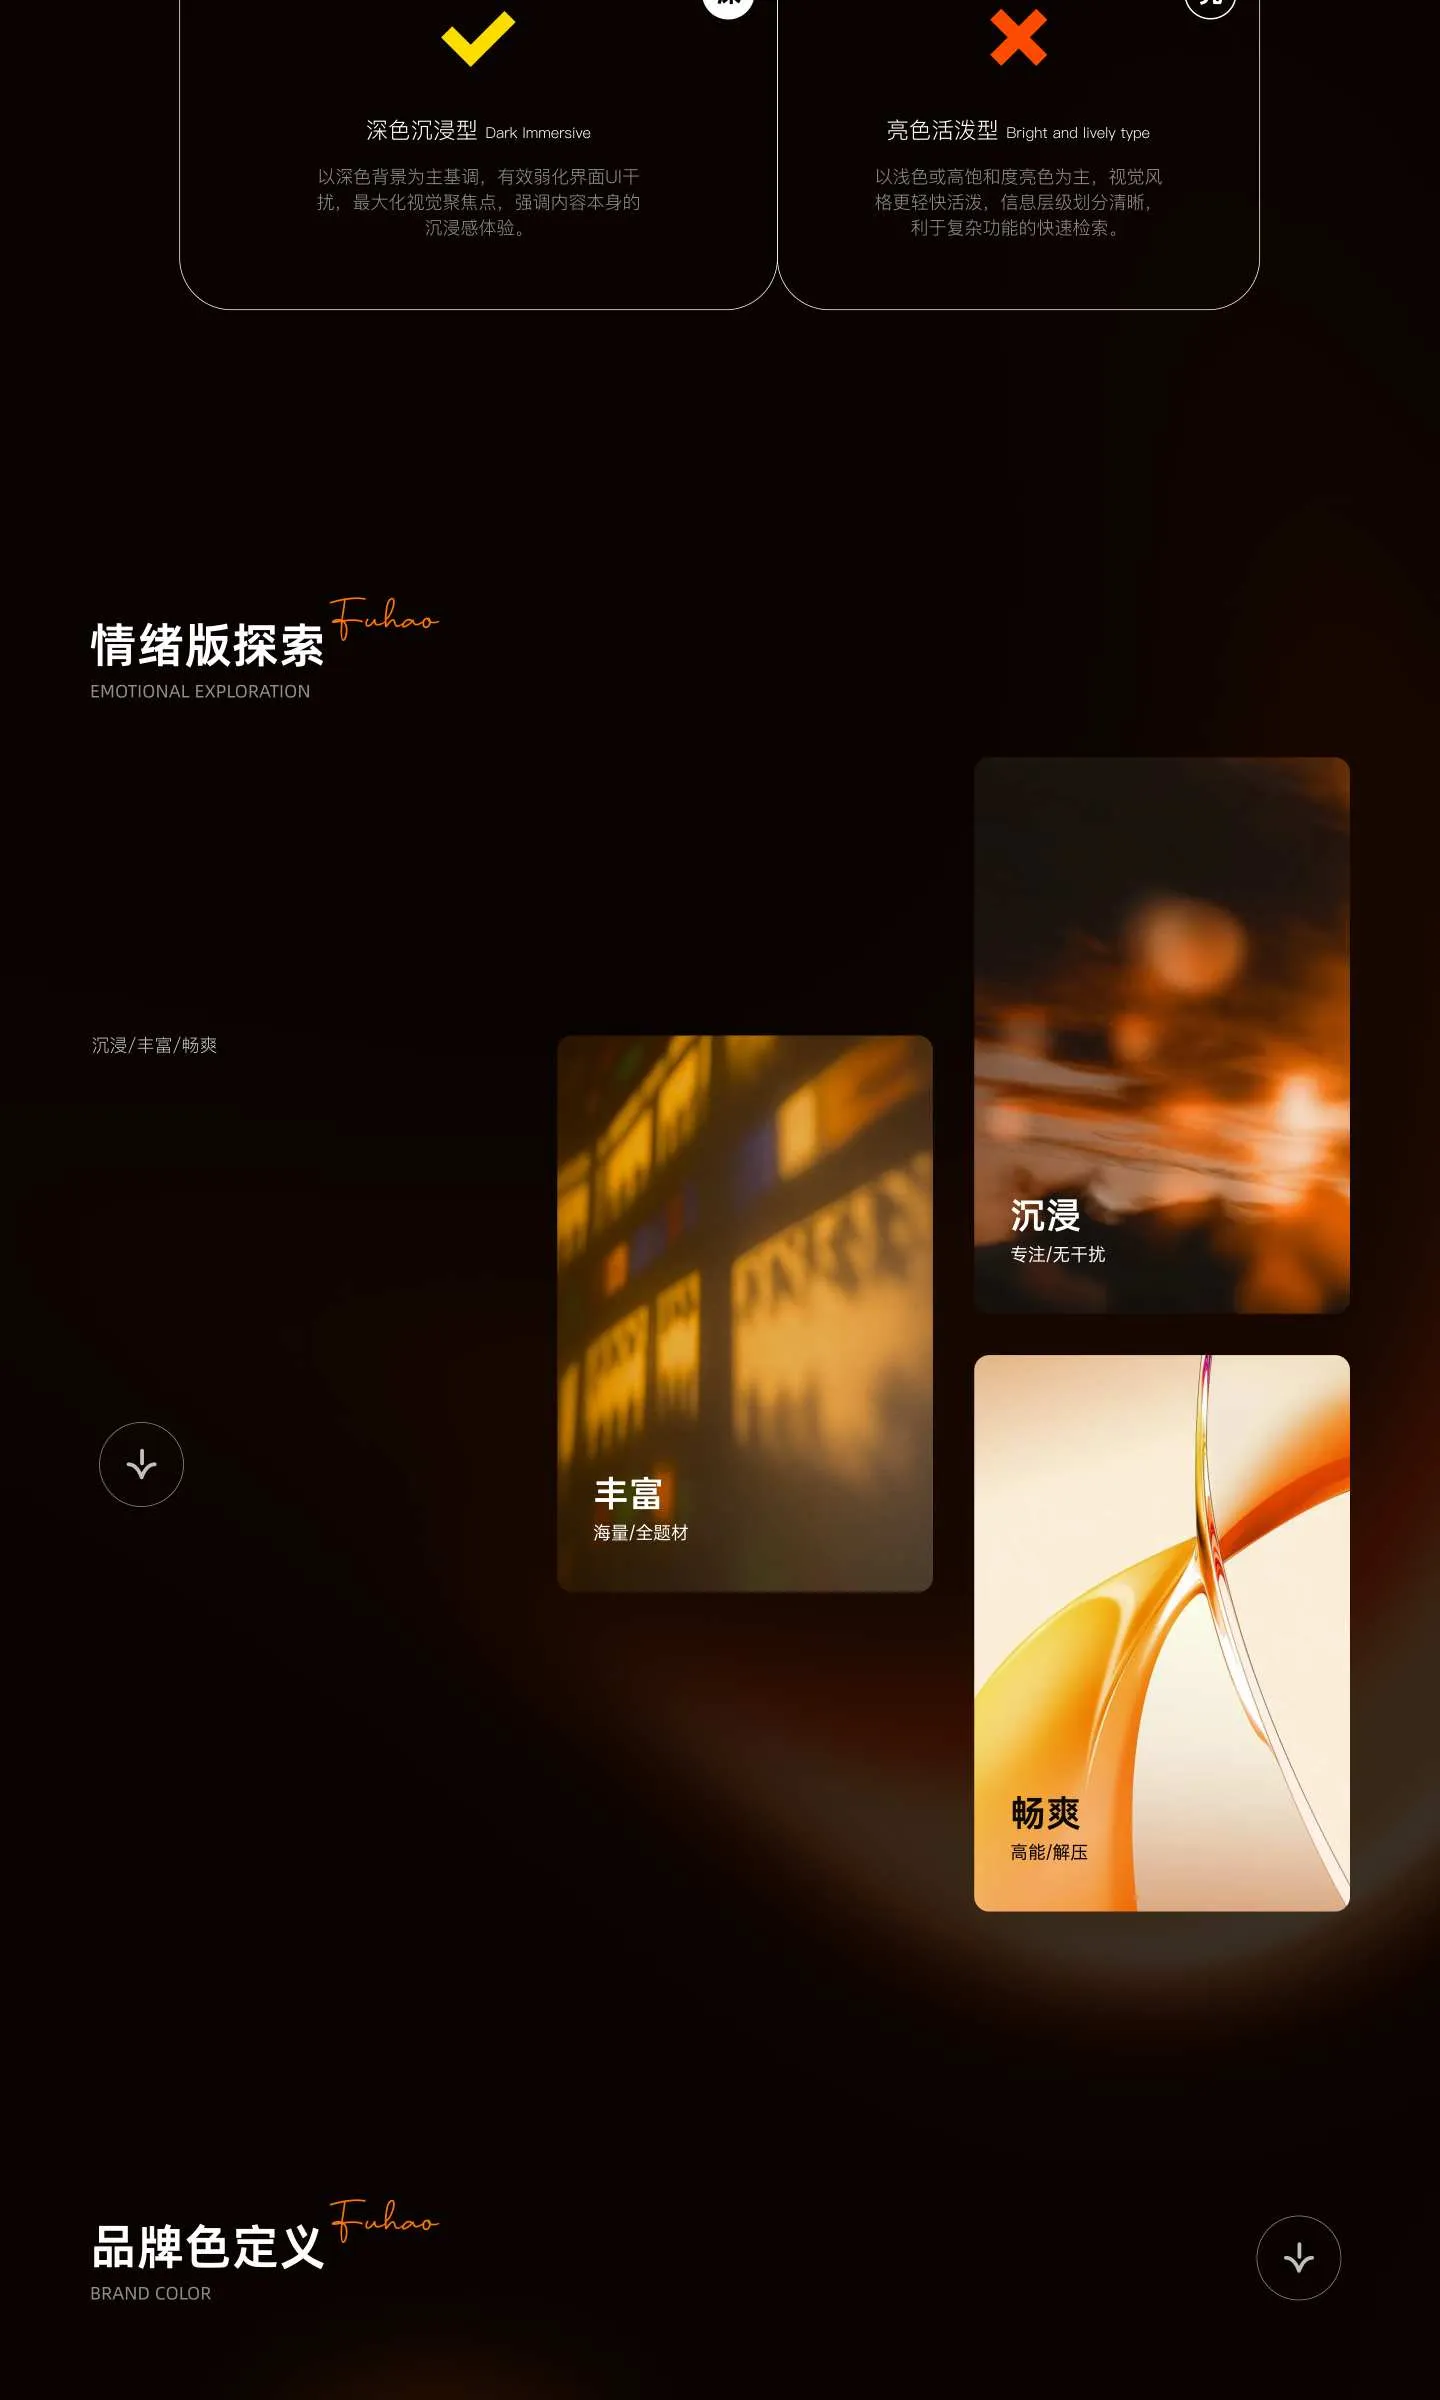 深色沉浸型 Dark Immersive
以深色背景为主基调，有效弱化界面UI干
扰，最大化视觉聚焦点，强调内容本身的
沉浸感体验。
亮色活泼型 Bright and lively type
以浅色或高饱和度亮色为主，视觉风
格更轻快活泼，信息层级划分清晰，
利于复杂功能的快速检索。
情绪版探索
Fuhao
EMOTIONAL EXPLORATION
沉浸/丰富/畅爽
沉浸
专注/无干扰
丰富
海量/全题材
畅爽
高能/解压
品牌色定义
Fuhao
BRAND COLOR